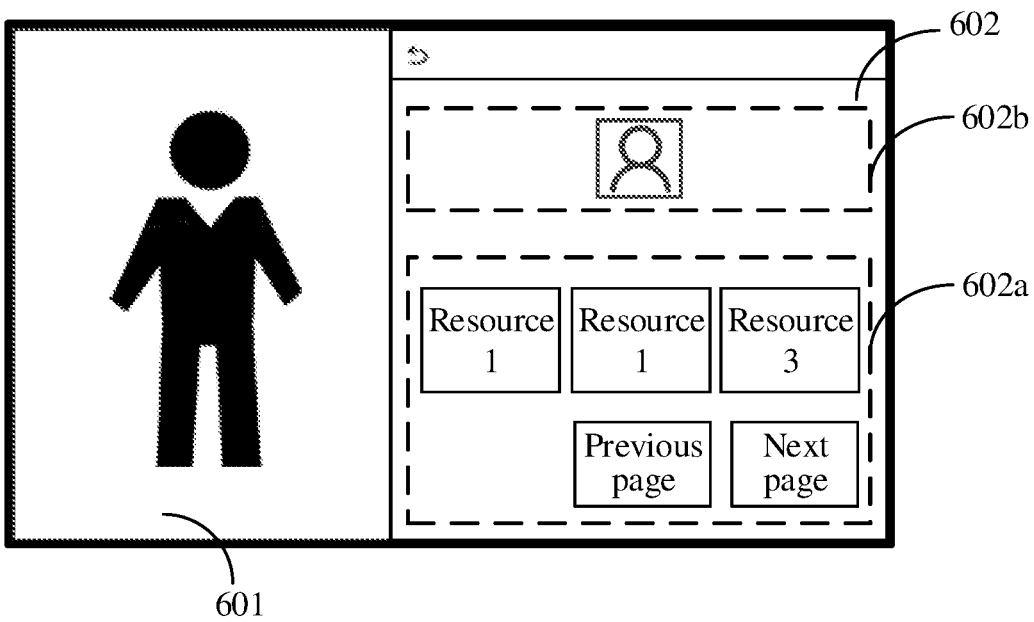 602
602b
602a
Resource
1
Resource
1
Resource
3
Previous
page
Next
page
601